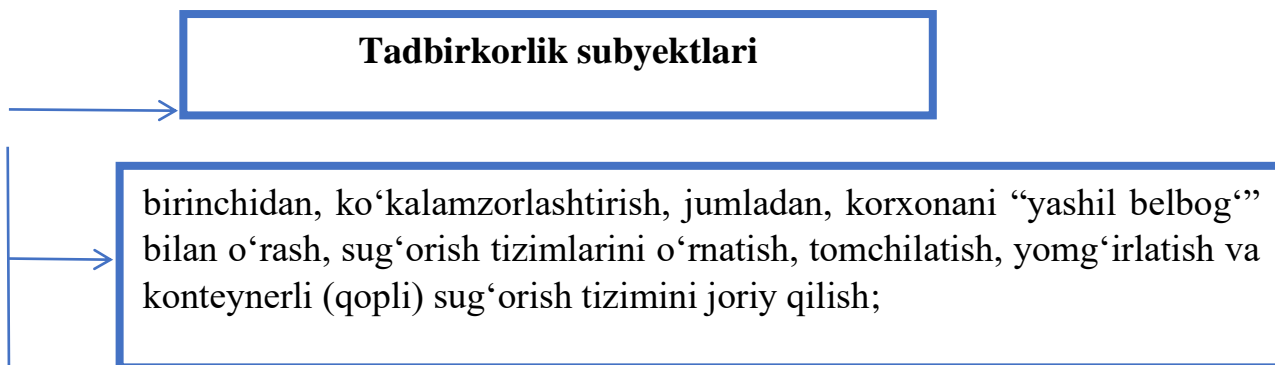 Tadbirkorlik subyektlari
birinchidan, ko‘kalamzorlashtirish, jumladan, korxonani “yashil belbog‘”
bilan o‘rash, sug‘orish tizimlarini o‘rnatish, tomchilatish, yomg‘irlatish va
konteynerli (qopli) sug‘orish tizimini joriy qilish;